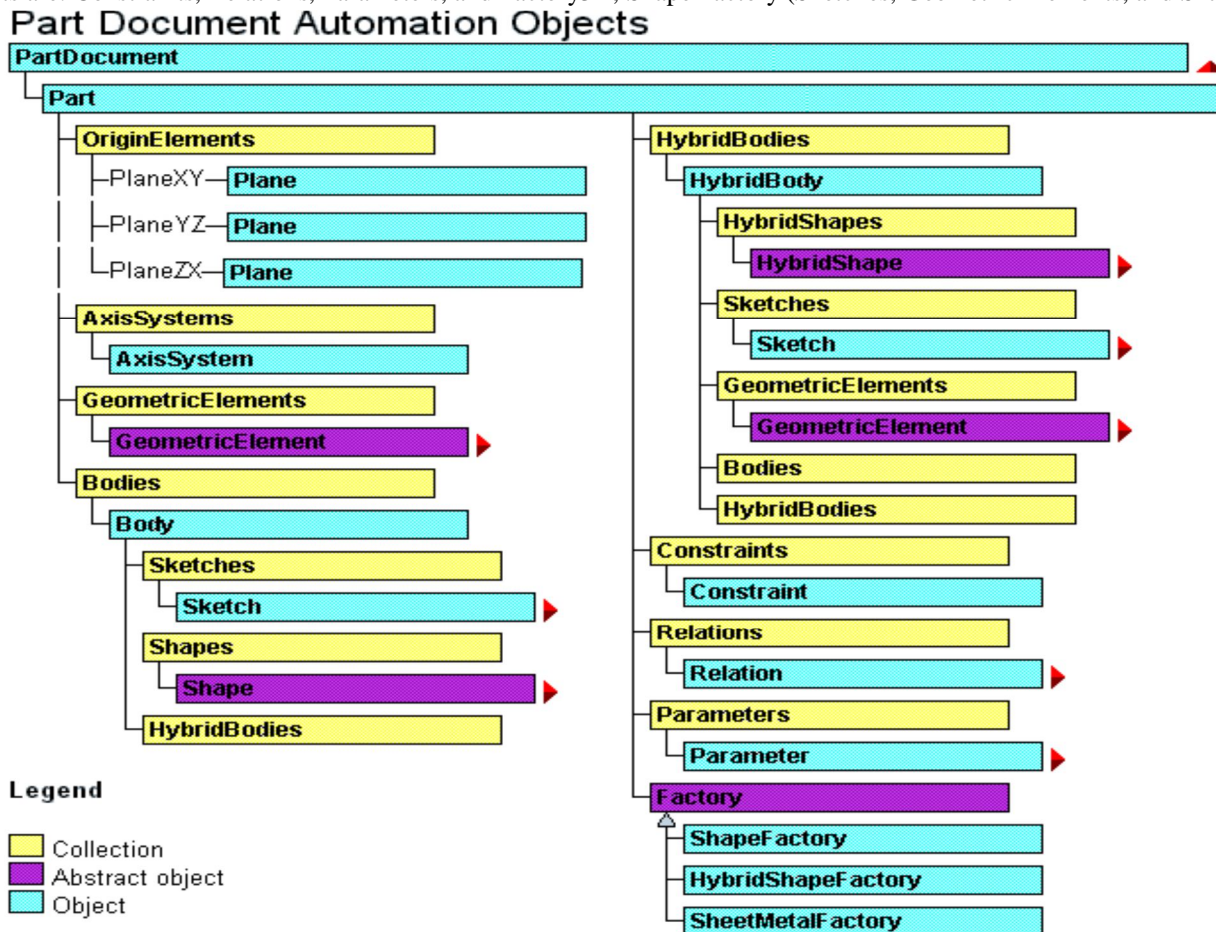 Part Document Automation Objects
PartDocument
Part
OriginElements
PlaneXY Plane
PlaneYZ Plane
PlaneZX Plane
AxisSystems
AxisSystem
GeometricElements
GeometricElement
Bodies
Body
Sketches
Sketch
Shapes
Shape
HybridBodies
HybridBodies
HybridBody
HybridShapes
HybridShape
Sketches
Sketch
GeometricElements
GeometricElement
Bodies
HybridBodies
Constraints
Constraint
Relations
Relation
Parameters
Parameter
Factory
ShapeFactory
HybridShapeFactory
SheetMetalFactory
Legend
Collection
Abstract object
Object